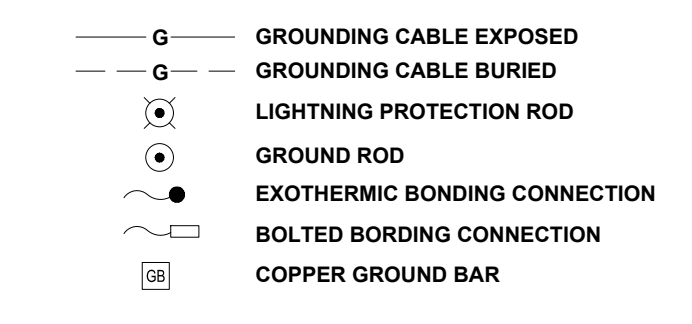 G GROUNDING CABLE EXPOSED
G GROUNDING CABLE BURIED
LIGHTNING PROTECTION ROD
GROUND ROD
EXOTHERMIC BONDING CONNECTION
BOLTED BORDING CONNECTION
GB COPPER GROUND BAR